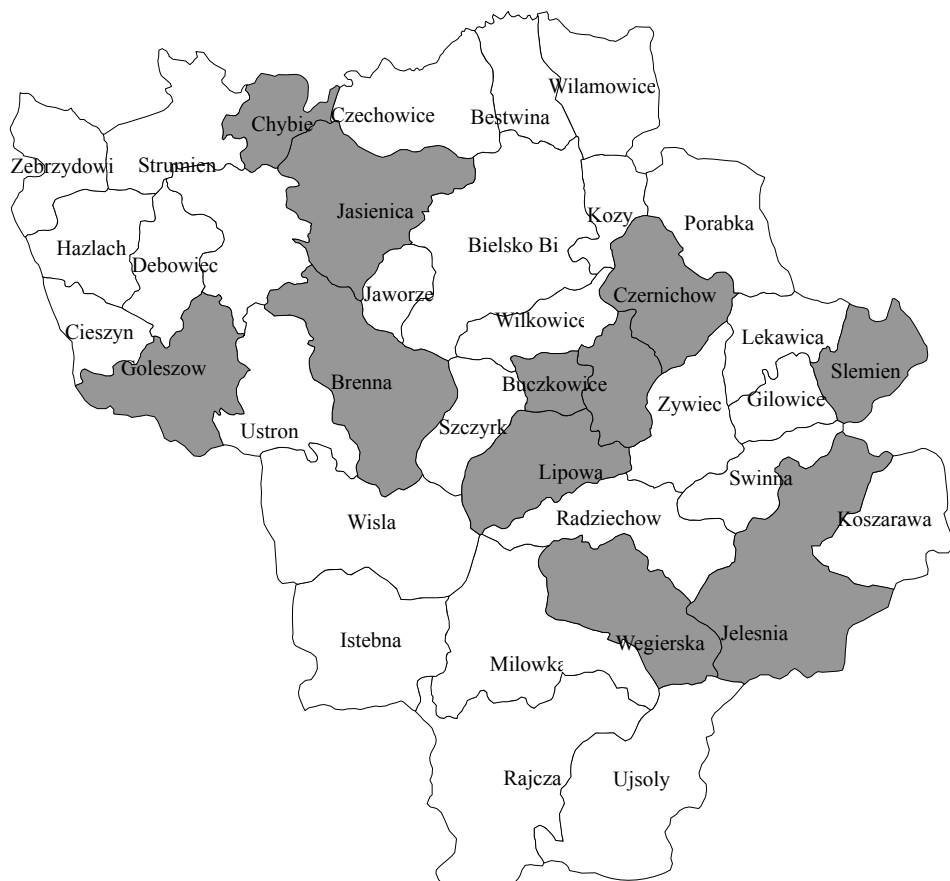 Wilamowice
Czechowice
Bestwina
Chybie
Zebrzydowi
Strumien
Jasienica
Kozy
Porabka
Hazlach
Bielsko Bi
Debowiec
Jaworze
Czernichow
Wilkowice
Cieszyn
Lekawica
Goleszow
Slemien
Brenna
Buczkowice
Gilowice
Zywiec
Szczyrk
Ustron
Lipowa
Swinna
Wisla
Radziechow
Koszarawa
Jelesnia
Istebna
Wegierska
Milowka
Rajcza
Ujsoly